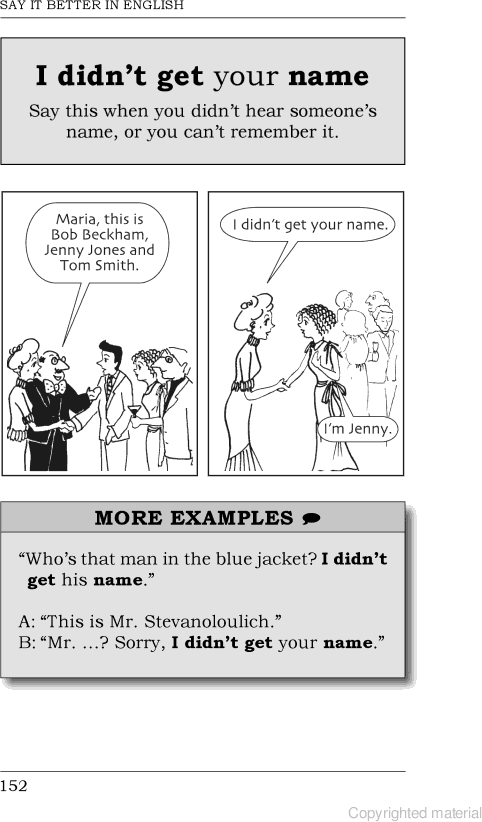 SAY IT BETTER IN ENGLISH
I didn't get your name
Say this when you didn't hear someone's
name, or you can't remember it.
Maria, this is
Bob Beckham,
Jenny Jones and
Tom Smith.
I didn't get your name.
I'm Jenny.
MORE EXAMPLES
“Who's that man in the blue jacket? I didn't
get his name.”
A: “This is Mr. Stevanoloulich.”
B: “Mr. ...? Sorry, I didn't get your name.”
152
Copyrighted material